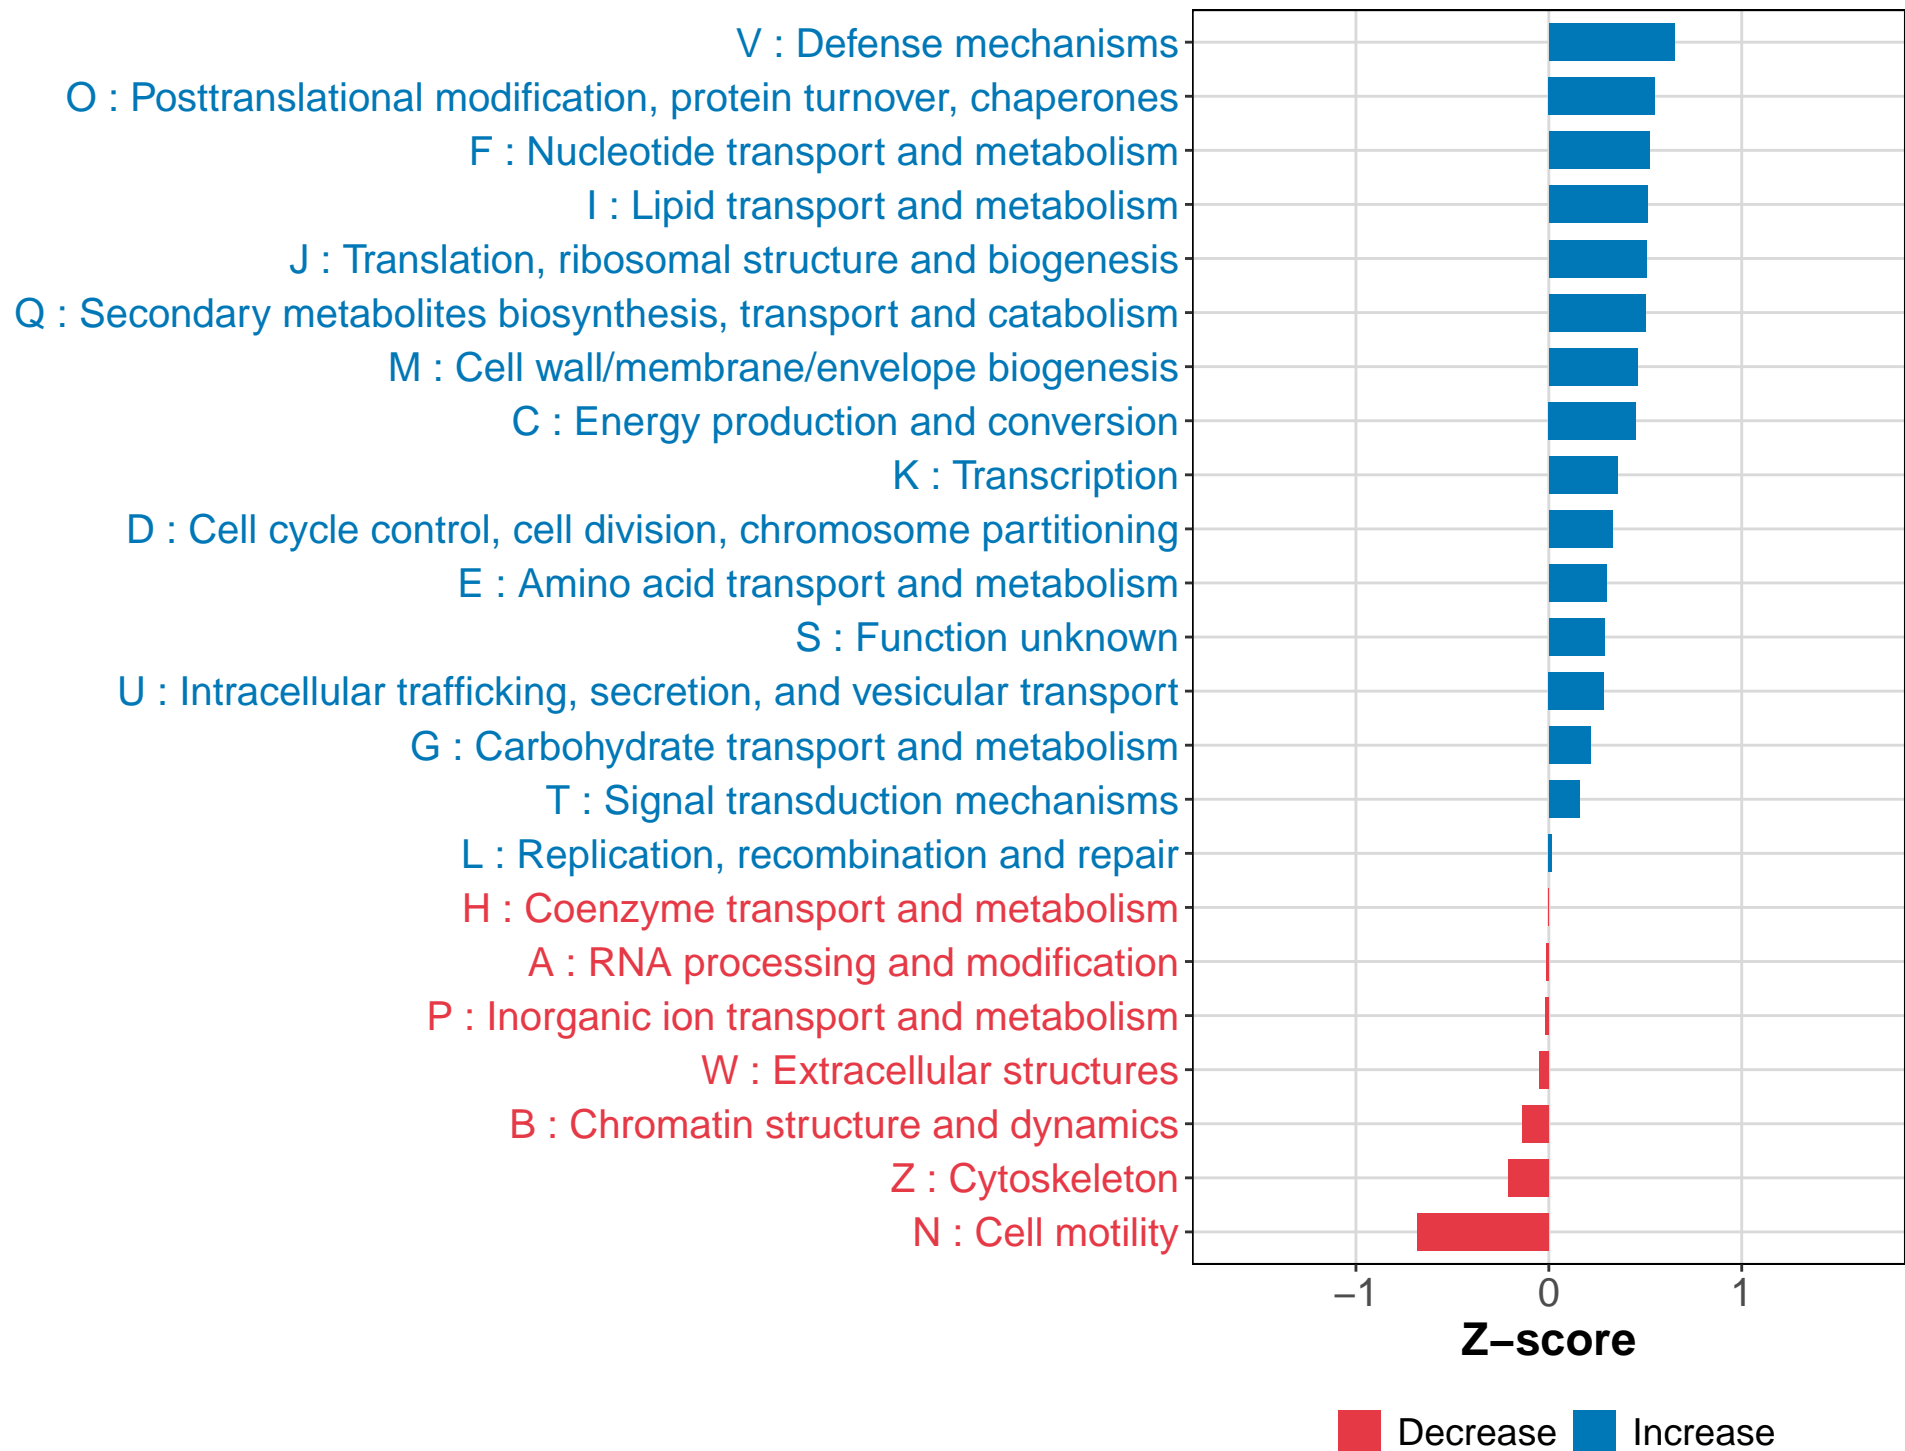 V : Defense mechanisms
O : Posttranslational modification, protein turnover, chaperones
F : Nucleotide transport and metabolism
I : Lipid transport and metabolism
J : Translation, ribosomal structure and biogenesis
Q : Secondary metabolites biosynthesis, transport and catabolism
M : Cell wall/membrane/envelope biogenesis
C : Energy production and conversion
K : Transcription
D : Cell cycle control, cell division, chromosome partitioning
E : Amino acid transport and metabolism
S : Function unknown
U : Intracellular trafficking, secretion, and vesicular transport
G : Carbohydrate transport and metabolism
T : Signal transduction mechanisms
L : Replication, recombination and repair
H : Coenzyme transport and metabolism
A : RNA processing and modification
P : Inorganic ion transport and metabolism
W : Extracellular structures
B : Chromatin structure and dynamics
Z : Cytoskeleton
N : Cell motility
−1 0 1
Z−score
Decrease Increase